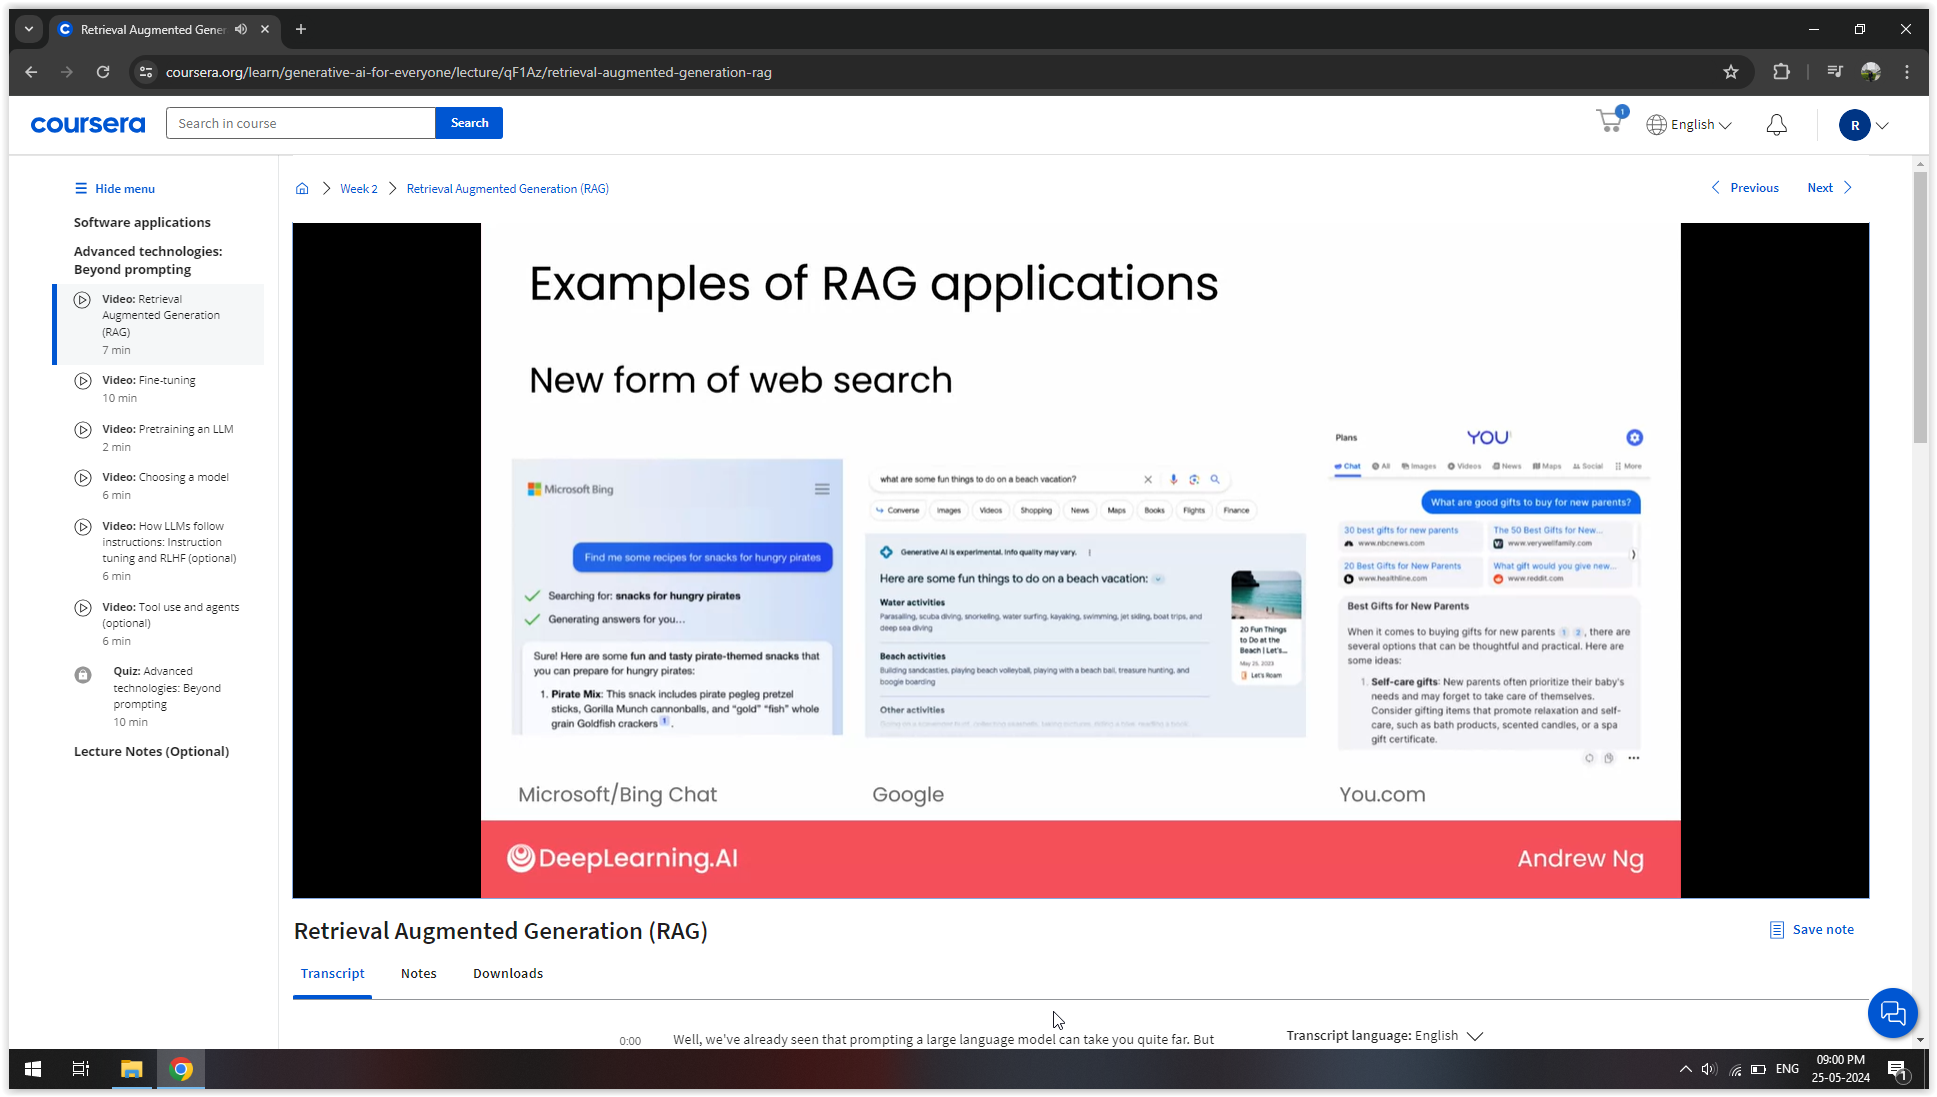 Retrieval Augmented Gener
coursera.org/learn/generative-ai-for-everyone/lecture/qF1Az/retrieval-augmented-generation-rag
coursera
Search in course
Search
1
English
R
Hide menu
Software applications
Advanced technologies:
Beyond prompting
Video: Retrieval
Augmented Generation
(RAG)
7 min
Video: Fine-tuning
10 min
Video: Pretraining an LLM
2 min
Video: Choosing a model
6 min
Video: How LLMs follow
instructions: Instruction
tuning and RLHF (optional)
6 min
Video: Tool use and agents
(optional)
6 min
Quiz: Advanced
technologies: Beyond
prompting
10 min
Lecture Notes (Optional)
Week 2
Retrieval Augmented Generation (RAG)
Previous
Next
Examples of RAG applications
New form of web search
Microsoft Bing
Find me some recipes for snacks for hungry pirates
Searching for: snacks for hungry pirates
Generating answers for you...
Sure! Here are some fun and tasty pirate-themed snacks that
you can prepare for hungry pirates:
1. Pirate Mix: This snack includes pirate pegleg pretzel
sticks, Gorilla Munch cannonballs, and "gold" "fish" whole
grain Goldfish crackers 1 .
Microsoft/Bing Chat
what are some fun things to do on a beach vacation?
Converse
Images
Videos
Shopping
News
Maps
Books
Flights
Finance
Generative AI is experimental. Info quality may vary.
Here are some fun things to do on a beach vacation:
Water activities
Parasailing, scuba diving, snorkeling, water surfing, kayaking, swimming, jet skiing, boat trips, and
deep sea diving
Beach activities
Building sandcastles, playing beach volleyball, playing with a beach ball, treasure hunting, and
boogie boarding
Other activities
20 Fun Things
to Do at the
Beach | Let's...
May 25, 2023
Let's Roam
Google
Plans
YOU
Chat
All
Images
Videos
News
Maps
Social
More
What are good gifts to buy for new parents?
30 best gifts for new parents
www.nbcnews.com
The 50 Best Gifts for New...
www.verywellfamily.com
20 Best Gifts for New Parents
www.healthline.com
What gift would you give new...
www.reddit.com
Best Gifts for New Parents
When it comes to buying gifts for new parents 1 2 , there are
several options that can be thoughtful and practical. Here are
some ideas:
1. Self-care gifts: New parents often prioritize their baby's
needs and may forget to take care of themselves.
Consider gifting items that promote relaxation and self-
care, such as bath products, scented candles, or a spa
gift certificate.
You.com
DeepLearning.AI
Andrew Ng
Retrieval Augmented Generation (RAG)
Save note
Transcript
Notes
Downloads
0:00
Well, we've already seen that prompting a large language model can take you quite far. But
Transcript language: English
ENG
09:00 PM
25-05-2024
1